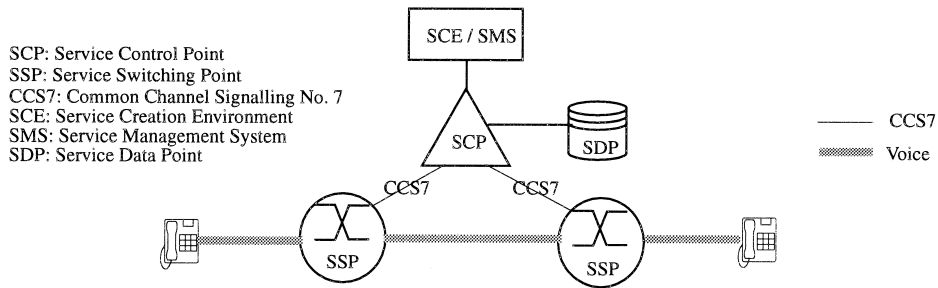 SCE / SMS
SCP: Service Control Point
SSP: Service Switching Point
CCS7: Common Channel Signalling No. 7
SCE: Service Creation Environment
SMS: Service Management System
SDP: Service Data Point
SCP
SDP
CCS7
Voice
CCS7
CCS7
SSP
SSP